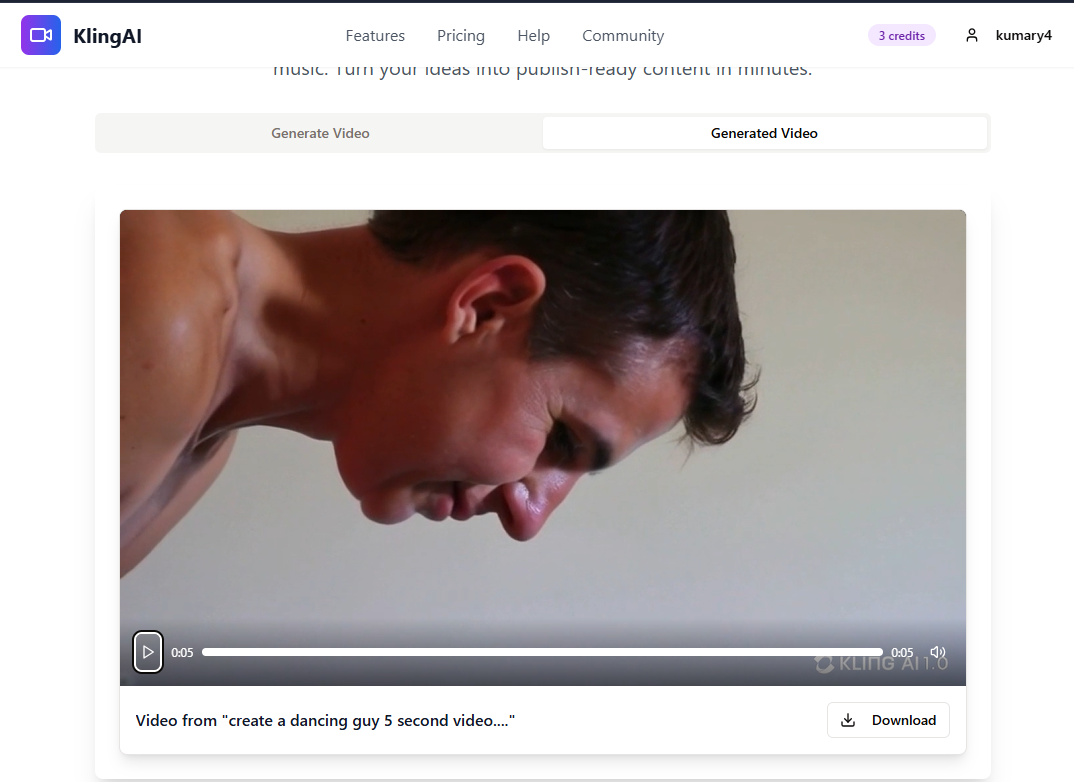 KlingAI
Features
Pricing
Help
Community
3 credits
kumary4
music. Turn your ideas into publish-ready content in minutes.
Generate Video
Generated Video
0:05
0:05
KLING AI 1.0
Video from "create a dancing guy 5 second video...."
Download